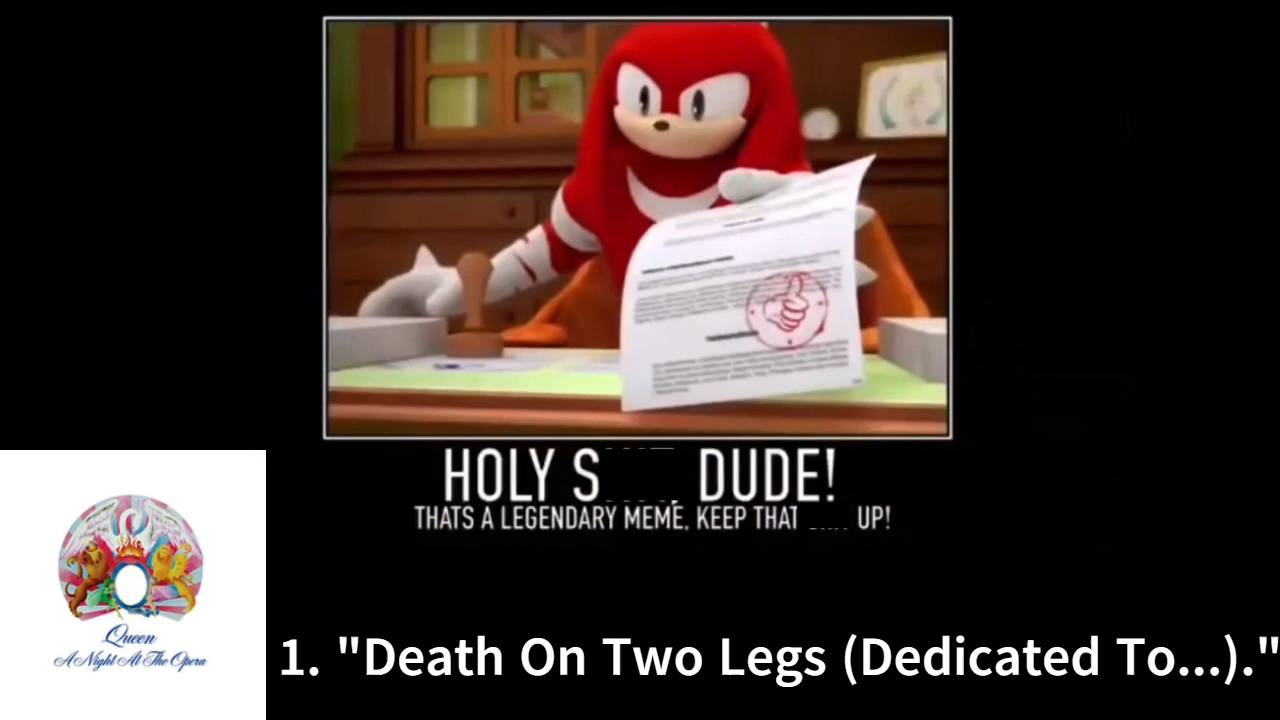 HOLY S DUDE!
THATS A LEGENDARY MEME, KEEP THAT UP!
Queen
A Night At The Opera
1. "Death On Two Legs (Dedicated To...)."